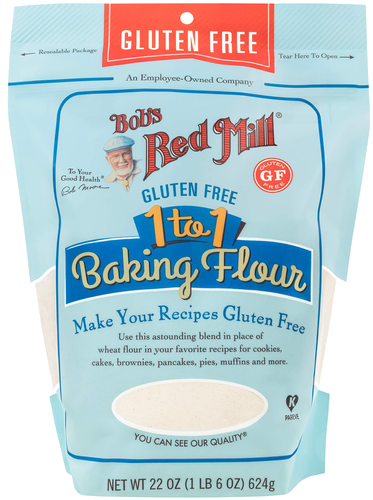 GLUTEN FREE
Resealable Package
Tear Here To Open
An Employee-Owned Company
Bob's
Red Mill®
To Your
Good Health®
Bob Moore
GLUTEN
GF
FREE
GLUTEN FREE
1 to 1
Baking Flour
Make Your Recipes Gluten Free
Use this astounding blend in place of
wheat flour in your favorite recipes for cookies,
cakes, brownies, pancakes, pies, muffins and more.
K
PAREVE
YOU CAN SEE OUR QUALITY®
NET WT 22 OZ (1 LB 6 OZ) 624g